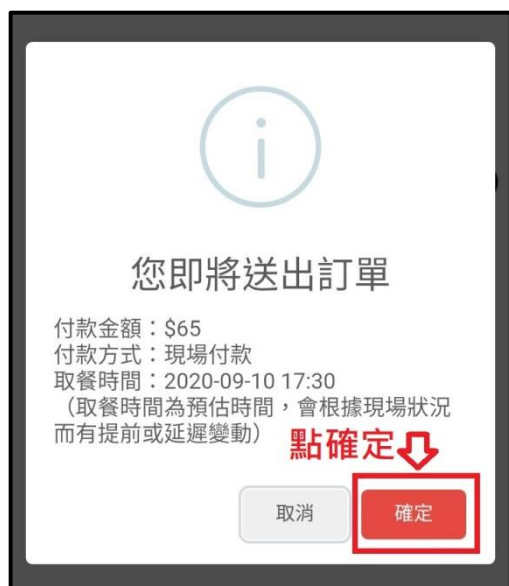 您即將送出訂單
付款金額：$65
付款方式：現場付款
取餐時間：2020-09-10 17:30
（取餐時間為預估時間，會根據現場狀況
而有提前或延遲變動）
點確定
取消
確定